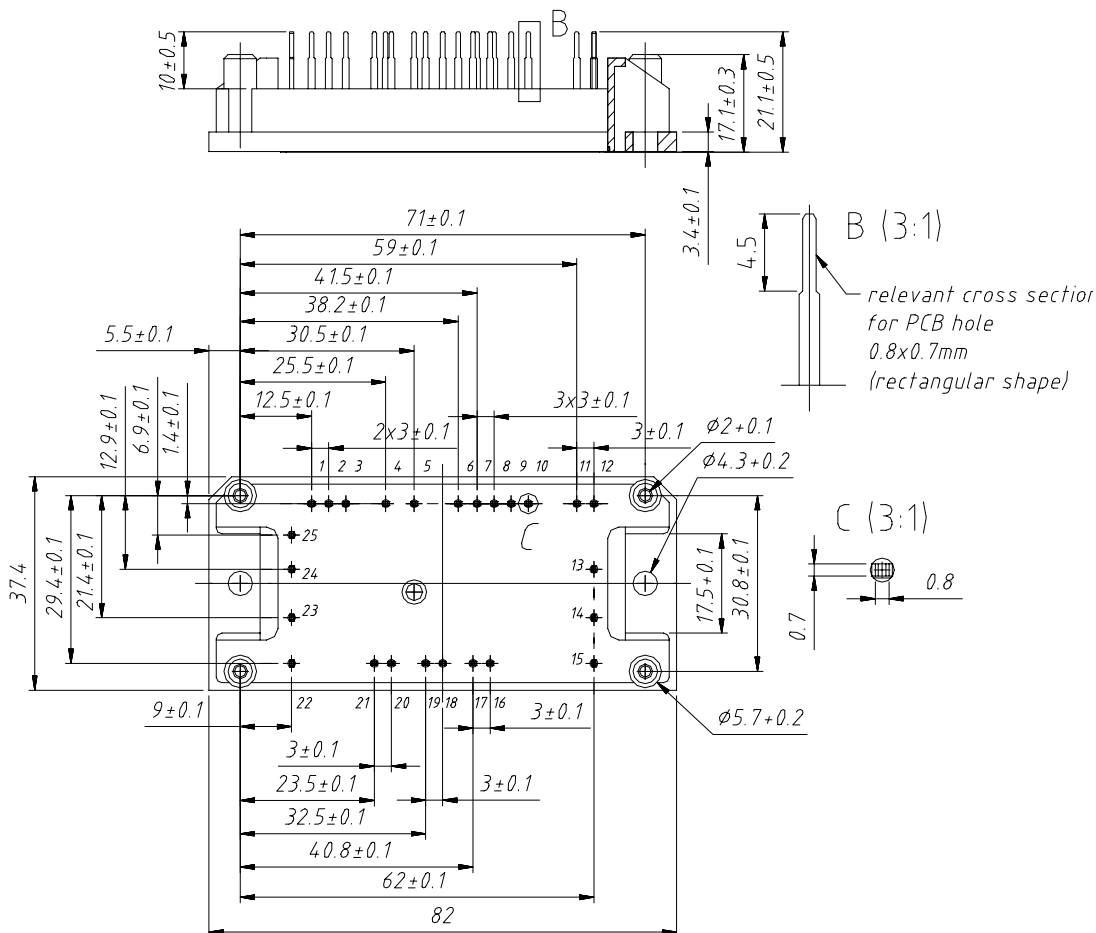 B
10±0.5
17.1±0.3
21.1±0.5
3.4±0.1
71±0.1
59±0.1
41.5±0.1
38.2±0.1
5.5±0.1
30.5±0.1
25.5±0.1
12.5±0.1
3x3±0.1
2x3±0.1
3±0.1
B (3:1)
4.5
relevant cross section
for PCB hole
0.8x0.7mm
(rectangular shape)
12.9±0.1
6.9±0.1
1.4±0.1
Ø2+0.1
Ø4.3+0.2
1 2 3 4 5 6 7 8 9 10 11 12
C
C (3:1)
0.8
0.7
25
24
23
13
14
15
37.4
29.4±0.1
21.4±0.1
17.5±0.1
30.8±0.1
22 21 20 19 18 17 16
9±0.1
3±0.1
Ø5.7+0.2
3±0.1
23.5±0.1
3±0.1
32.5±0.1
40.8±0.1
62±0.1
82